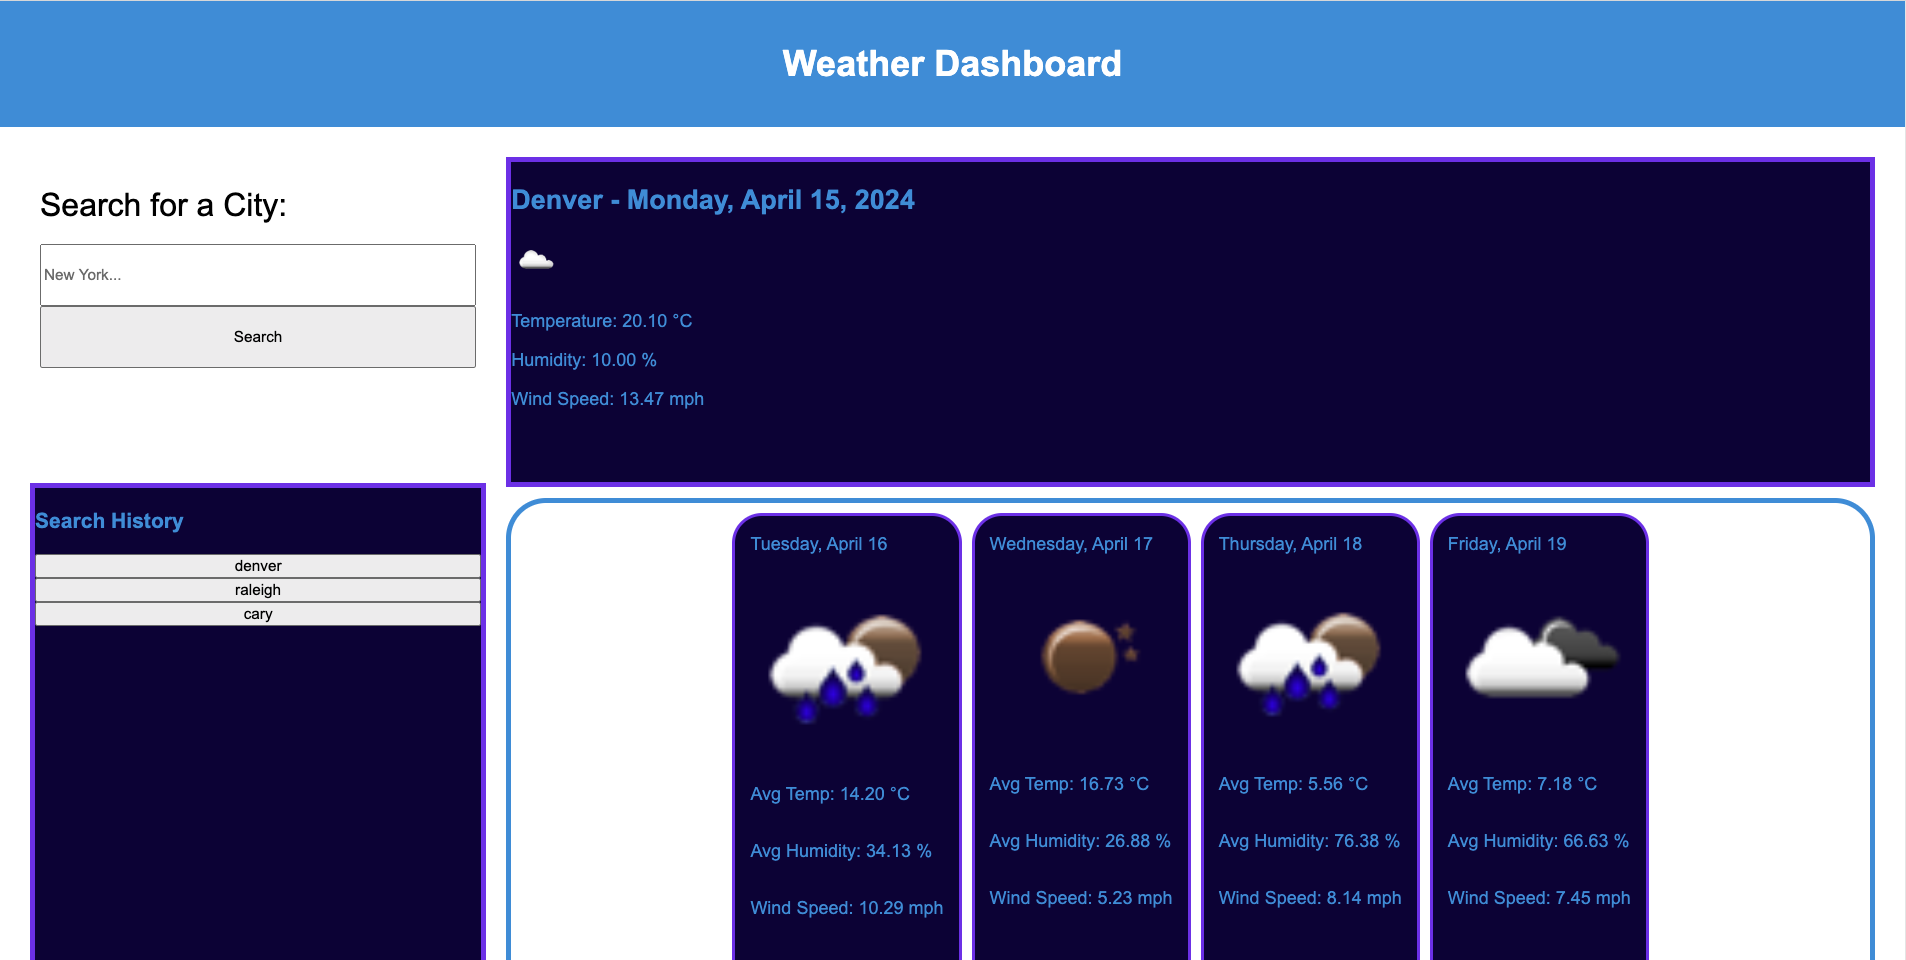 Weather Dashboard
Search for a City:
New York...
Search
Search History
denver
raleigh
cary
Denver - Monday, April 15, 2024
Temperature: 20.10 °C
Humidity: 10.00 %
Wind Speed: 13.47 mph
Tuesday, April 16
Avg Temp: 14.20 °C
Avg Humidity: 34.13 %
Wind Speed: 10.29 mph
Wednesday, April 17
Avg Temp: 16.73 °C
Avg Humidity: 26.88 %
Wind Speed: 5.23 mph
Thursday, April 18
Avg Temp: 5.56 °C
Avg Humidity: 76.38 %
Wind Speed: 8.14 mph
Friday, April 19
Avg Temp: 7.18 °C
Avg Humidity: 66.63 %
Wind Speed: 7.45 mph